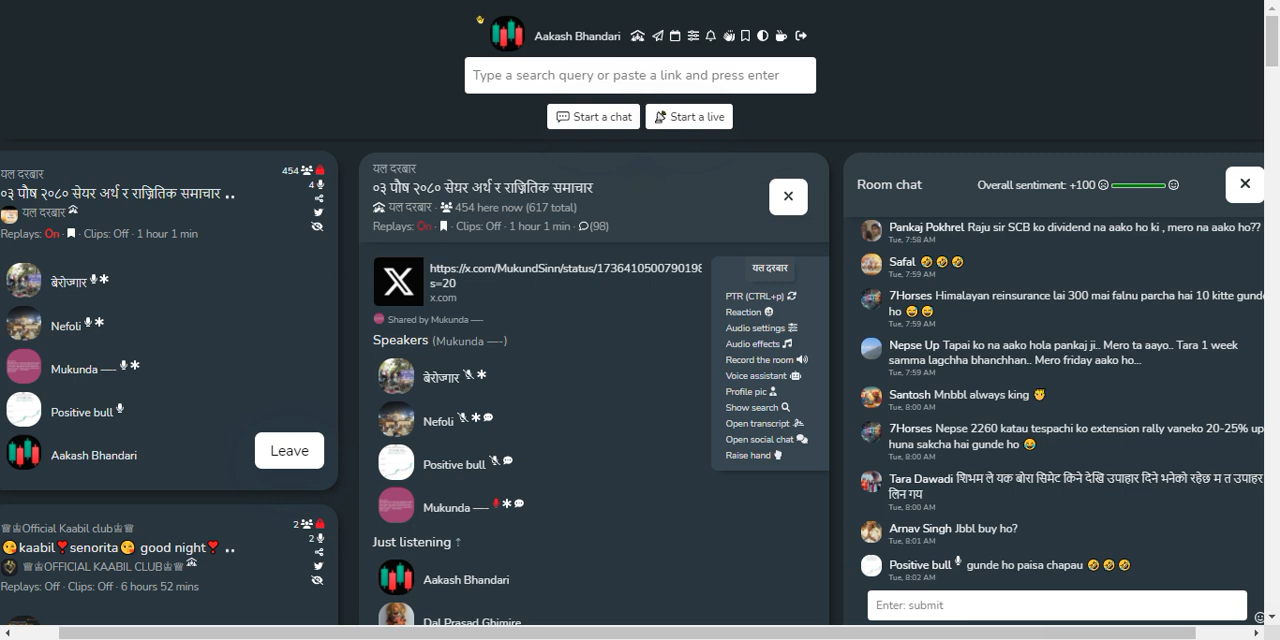 Aakash Bhandari
Type a search query or paste a link and press enter
Start a chat
Start a live
यल दरबार
454
०३ पौष २०८० सेयर अर्थ र राज्नितिक समाचार ..
4
यल दरबार
Replays: On · Clips: Off · 1 hour 1 min
बेरोज्गार
Nefoli
Mukunda —-
Positive bull
Aakash Bhandari
Leave
♕♔Official Kaabil club♔♕
2
kaabil❣senorita😘 good night❣ ..
2
♕♔OFFICIAL KAABIL CLUB♔♕
Replays: Off · Clips: Off · 6 hours 52 mins
यल दरबार
०३ पौष २०८० सेयर अर्थ र राज्नितिक समाचार
यल दरबार · 454 here now (617 total)
Replays: On · Clips: Off · 1 hour 1 min · (98)
https://x.com/MukundSinn/status/173641050079019
s=20
x.com
Shared by Mukunda —-
Speakers (Mukunda —-)
बेरोज्गार
Nefoli
Positive bull
Mukunda —-
Just listening ↑
Aakash Bhandari
Dal Prasad Ghimire
यल दरबार
PTR (CTRL+p)
Reaction
Audio settings
Audio effects
Record the room
Voice assistant
Profile pic
Show search
Open transcript
Open social chat
Raise hand
Room chat
Overall sentiment: +100
Pankaj Pokhrel Raju sir SCB ko dividend na aako ho ki , mero na aako ho??
Tue, 7:58 AM
Safal 🤣 🤣 🤣
Tue, 7:59 AM
7Horses Himalayan reinsurance lai 300 mai falnu parcha hai 10 kitte gunde
ho 😅 😅
Tue, 7:59 AM
Nepse Up Tapai ko na aako hola pankaj ji.. Mero ta aayo.. Tara 1 week
samma lagchha bhanchhan.. Mero friday aako ho...
Tue, 7:59 AM
Santosh Mnbbl always king
Tue, 8:00 AM
7Horses Nepse 2260 katau tespachi ko extension rally vaneko 20-25% up
huna sakcha hai gunde ho 😂
Tue, 8:00 AM
Tara Dawadi शिभम ले यक बोरा सिमेट किने देखि उपाहार दिने भनेको रहेछ म त उपाहर
लिन गय
Tue, 8:00 AM
Arnav Singh Jbbl buy ho?
Tue, 8:01 AM
Positive bull gunde ho paisa chapau 🤣 🤣 🤣
Tue, 8:02 AM
Enter: submit